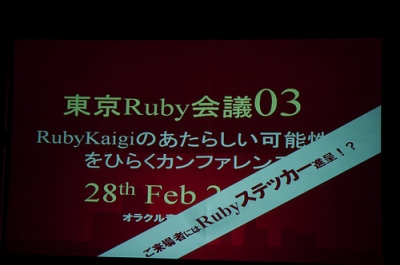 東京Ruby会議03
RubyKaigiのあたらしい可能性
をひらくカンファレンス
28th Feb
オラクル
ご来場者にはRubyステッカー進呈！？